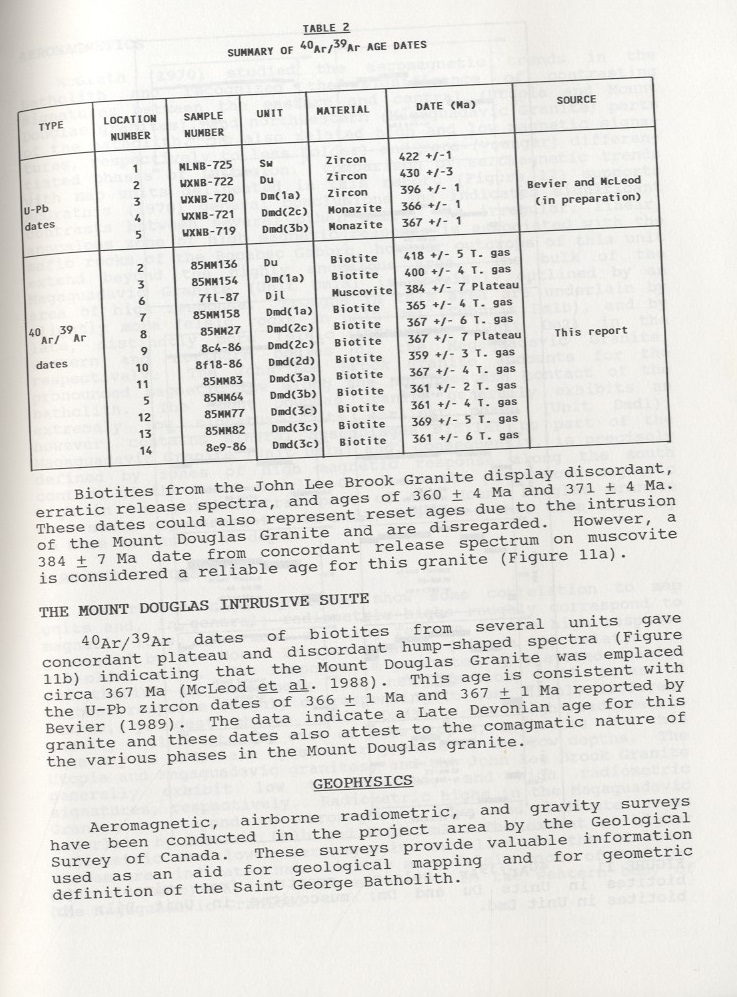 TABLE 2
SUMMARY OF 40Ar/39Ar AGE DATES
TYPE LOCATION NUMBER SAMPLE NUMBER UNIT MATERIAL DATE (Ma) SOURCE
U-Pb dates
1 MLNB-725 Sw Zircon 422 +/-1
2 WXNB-722 Du Zircon 430 +/-3
3 WXNB-720 Dm(1a) Zircon 396 +/- 1
4 WXNB-721 Dmd(2c) Monazite 366 +/- 1
5 WXNB-719 Dmd(3b) Monazite 367 +/- 1
Bevier and McLeod
(in preparation)
40Ar/39Ar
dates
2 85MM136 Du Biotite 418 +/- 5 T. gas
3 85MM154 Dm(1a) Biotite 400 +/- 4 T. gas
6 7fl-87 Djl Muscovite 384 +/- 7 Plateau
7 85MM158 Dmd(1a) Biotite 365 +/- 4 T. gas
8 85MM27 Dmd(2c) Biotite 367 +/- 6 T. gas
9 8c4-86 Dmd(2c) Biotite 367 +/- 7 Plateau
10 8f18-86 Dmd(2d) Biotite 359 +/- 3 T. gas
11 85MM83 Dmd(3a) Biotite 367 +/- 4 T. gas
5 85MM64 Dmd(3b) Biotite 361 +/- 2 T. gas
12 85MM77 Dmd(3c) Biotite 361 +/- 4 T. gas
13 85MM82 Dmd(3c) Biotite 369 +/- 5 T. gas
14 8e9-86 Dmd(3c) Biotite 361 +/- 6 T. gas
This report
Biotites from the John Lee Brook Granite display discordant,
erratic release spectra, and ages of 360 ± 4 Ma and 371 ± 4 Ma.
These dates could also represent reset ages due to the intrusion
of the Mount Douglas Granite and are disregarded. However, a
384 ± 7 Ma date from concordant release spectrum on muscovite
is considered a reliable age for this granite (Figure 11a).
THE MOUNT DOUGLAS INTRUSIVE SUITE
40Ar/39Ar dates of biotites from several units gave
concordant plateau and discordant hump-shaped spectra (Figure
11b) indicating that the Mount Douglas Granite was emplaced
circa 367 Ma (McLeod et al. 1988). This age is consistent with
the U-Pb zircon dates of 366 ± 1 Ma and 367 ± 1 Ma reported by
Bevier (1989). The data indicate a Late Devonian age for this
granite and these dates also attest to the comagmatic nature of
the various phases in the Mount Douglas granite.
GEOPHYSICS
Aeromagnetic, airborne radiometric, and gravity surveys
have been conducted in the project area by the Geological
Survey of Canada. These surveys provide valuable information
used as an aid for geological mapping and for geometric
definition of the Saint George Batholith.